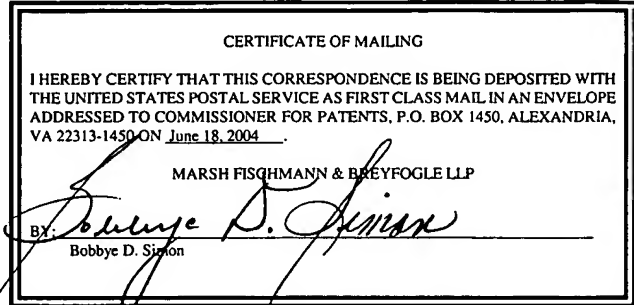 CERTIFICATE OF MAILING
I HEREBY CERTIFY THAT THIS CORRESPONDENCE IS BEING DEPOSITED WITH
THE UNITED STATES POSTAL SERVICE AS FIRST CLASS MAIL IN AN ENVELOPE
ADDRESSED TO COMMISSIONER FOR PATENTS, P.O. BOX 1450, ALEXANDRIA,
VA 22313-1450 ON June 18, 2004.
MARSH FISCHMANN & BREYFOGLE LLP
BY: Bobbye D. Simon
Bobbye D. Simon